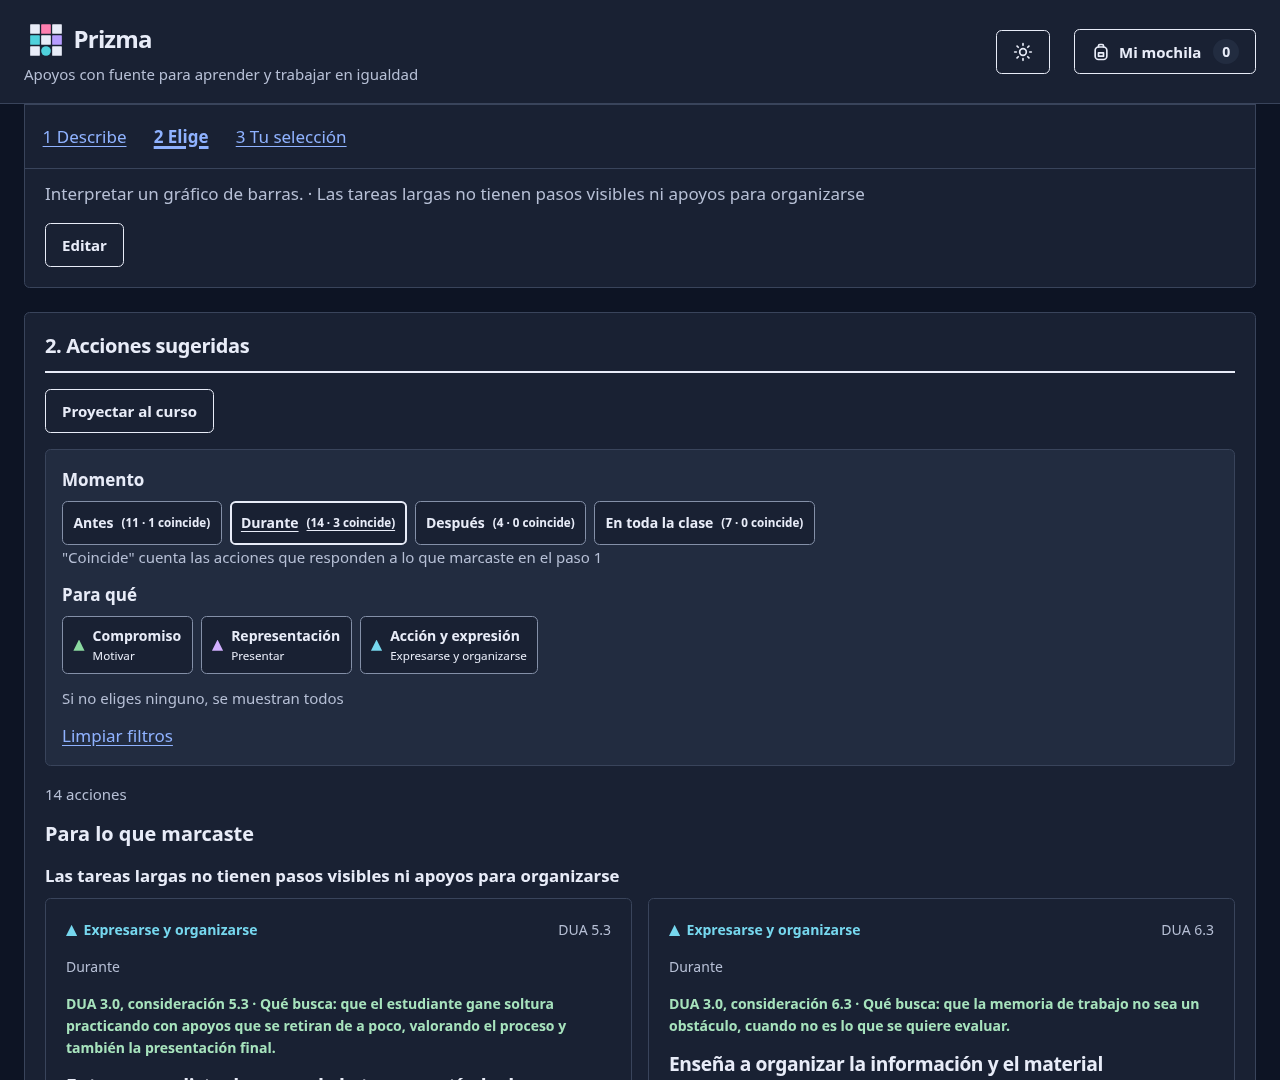 Prizma
Apoyos con fuente para aprender y trabajar en igualdad
Mi mochila 0
1 Describe 2 Elige 3 Tu selección
Interpretar un gráfico de barras. · Las tareas largas no tienen pasos visibles ni apoyos para organizarse
Editar
2. Acciones sugeridas
Proyectar al curso
Momento
Antes (11 · 1 coincide) Durante (14 · 3 coincide) Después (4 · 0 coincide) En toda la clase (7 · 0 coincide)
"Coincide" cuenta las acciones que responden a lo que marcaste en el paso 1
Para qué
Compromiso
Motivar
Representación
Presentar
Acción y expresión
Expresarse y organizarse
Si no eliges ninguno, se muestran todos
Limpiar filtros
14 acciones
Para lo que marcaste
Las tareas largas no tienen pasos visibles ni apoyos para organizarse
Expresarse y organizarse DUA 5.3
Durante
DUA 3.0, consideración 5.3 · Qué busca: que el estudiante gane soltura
practicando con apoyos que se retiran de a poco, valorando el proceso y
también la presentación final.
Expresarse y organizarse DUA 6.3
Durante
DUA 3.0, consideración 6.3 · Qué busca: que la memoria de trabajo no sea un
obstáculo, cuando no es lo que se quiere evaluar.
Enseña a organizar la información y el material